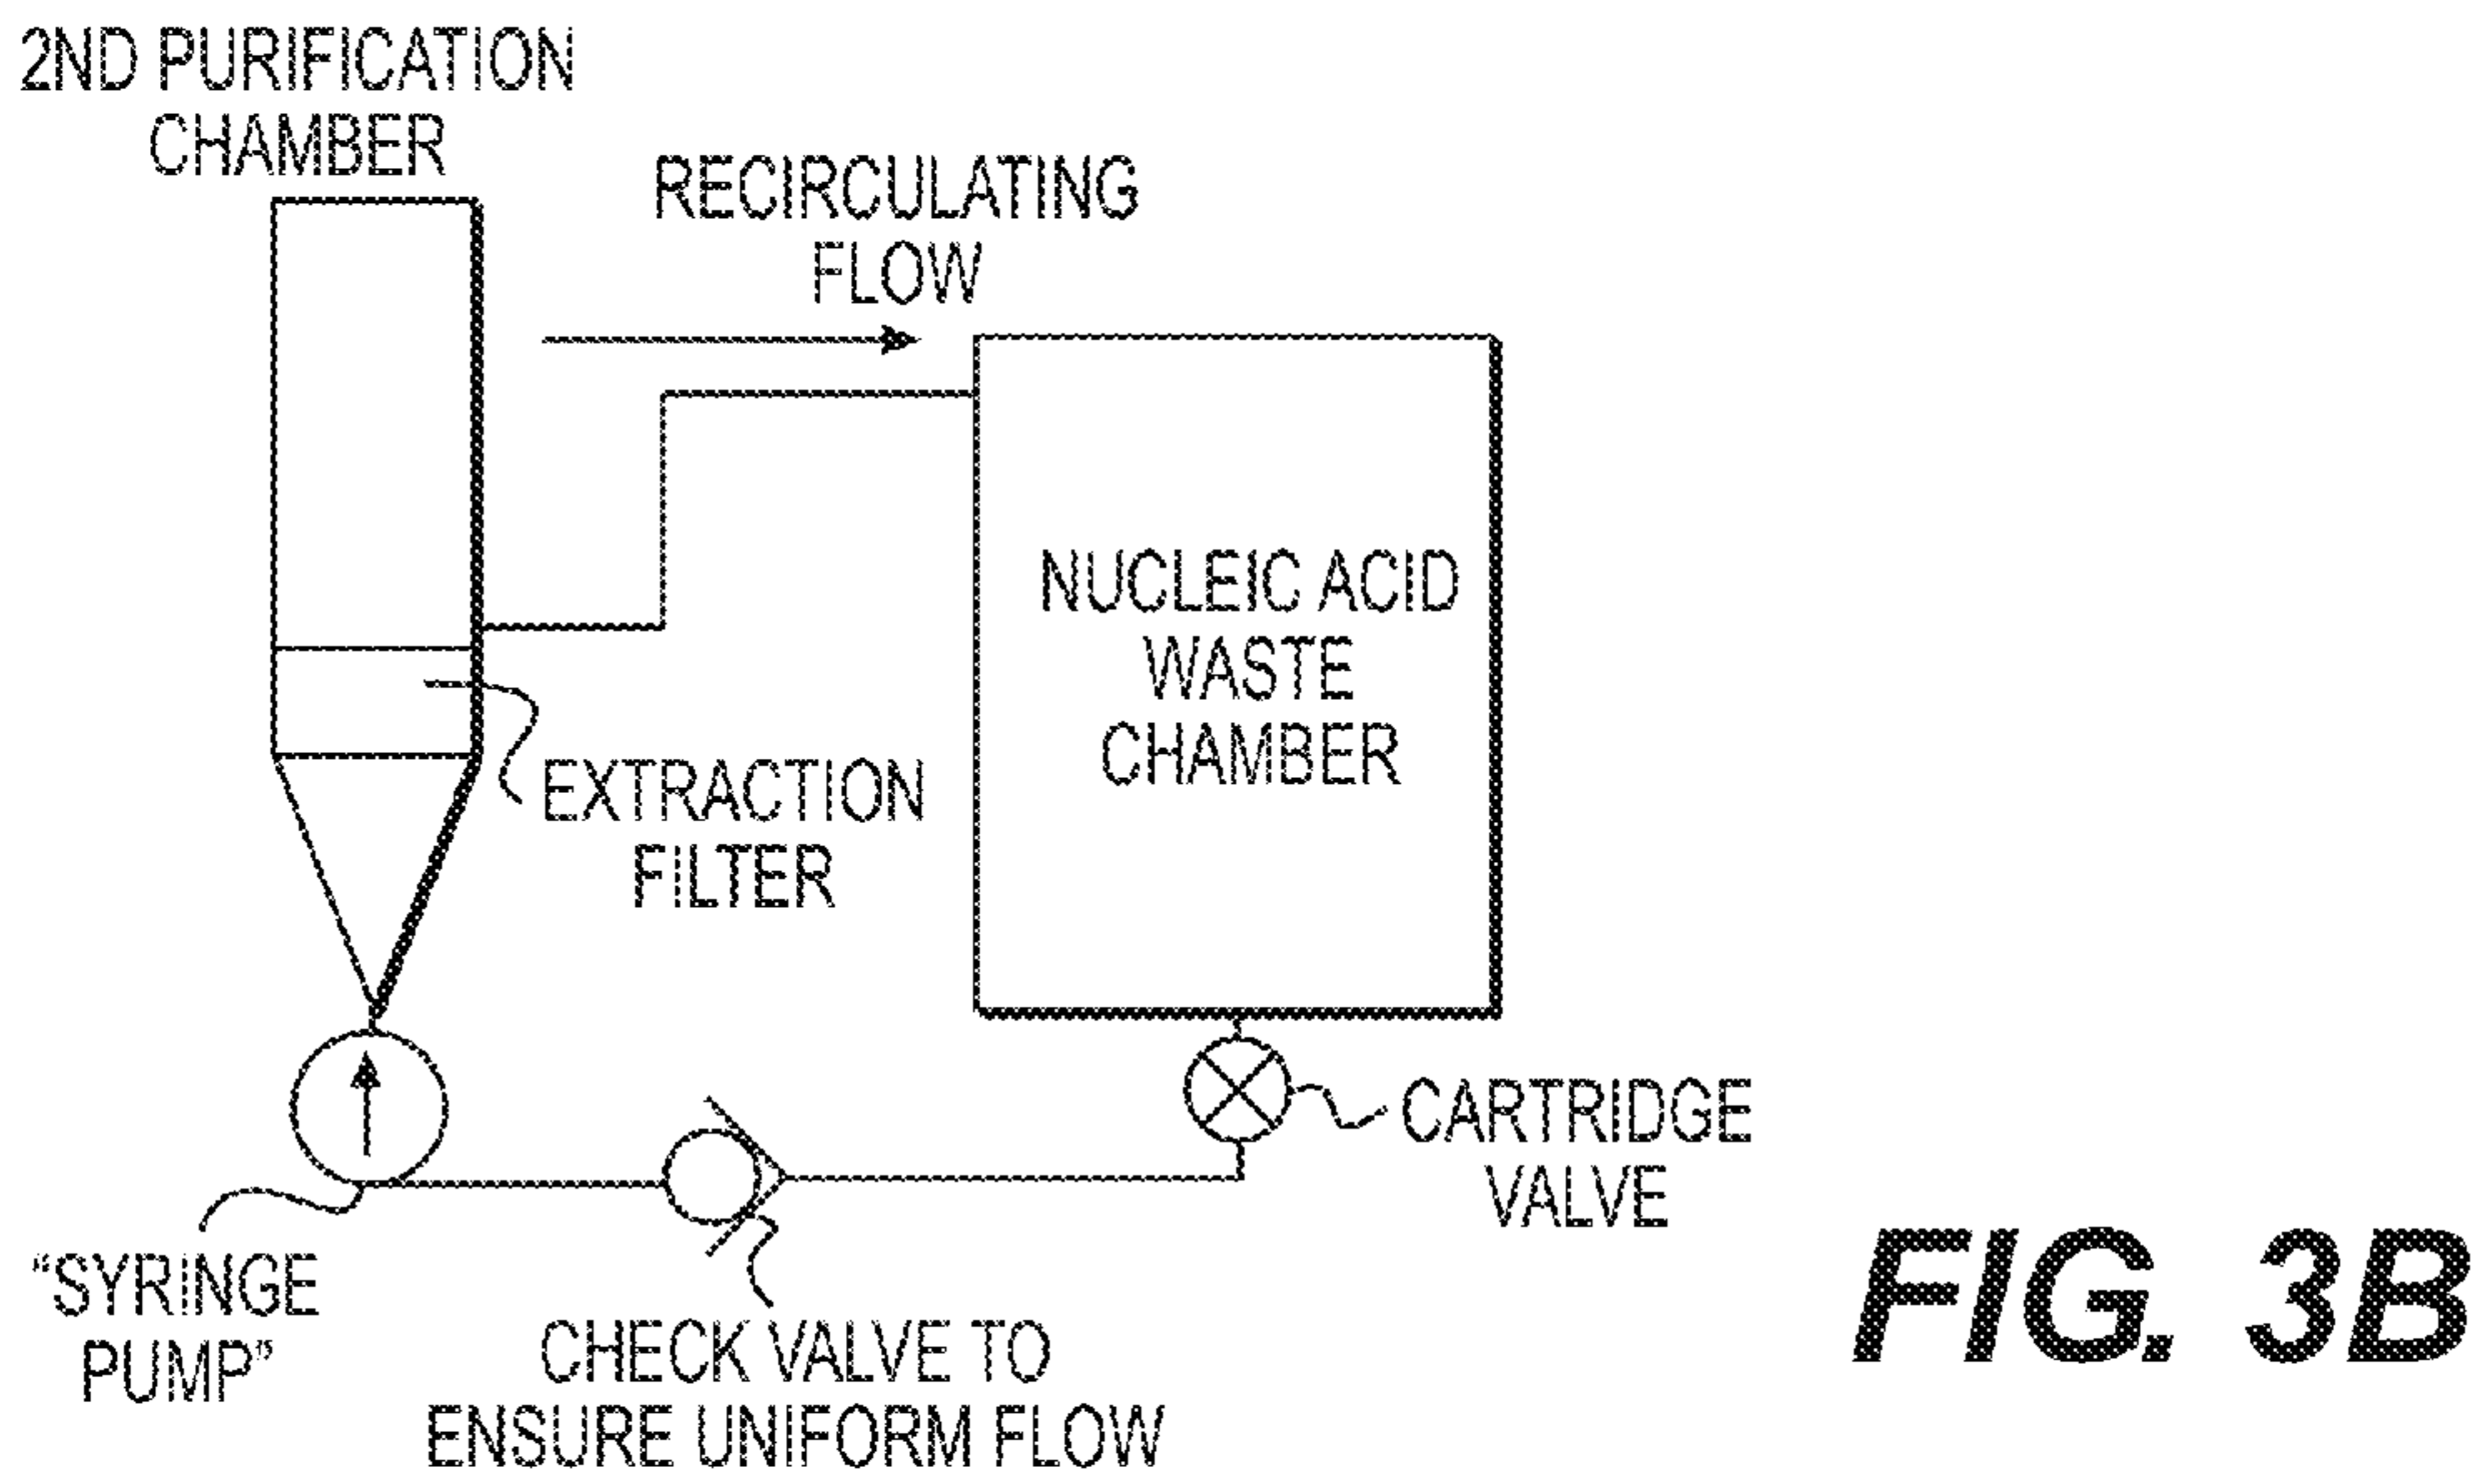 2ND PURIFICATION
CHAMBER
RECIRCULATING
FLOW
NUCLEIC ACID
WASTE
CHAMBER
EXTRACTION
FILTER
CARTRIDGE
VALVE
"SYRINGE
PUMP"
CHECK VALVE TO
ENSURE UNIFORM FLOW
FIG. 3B